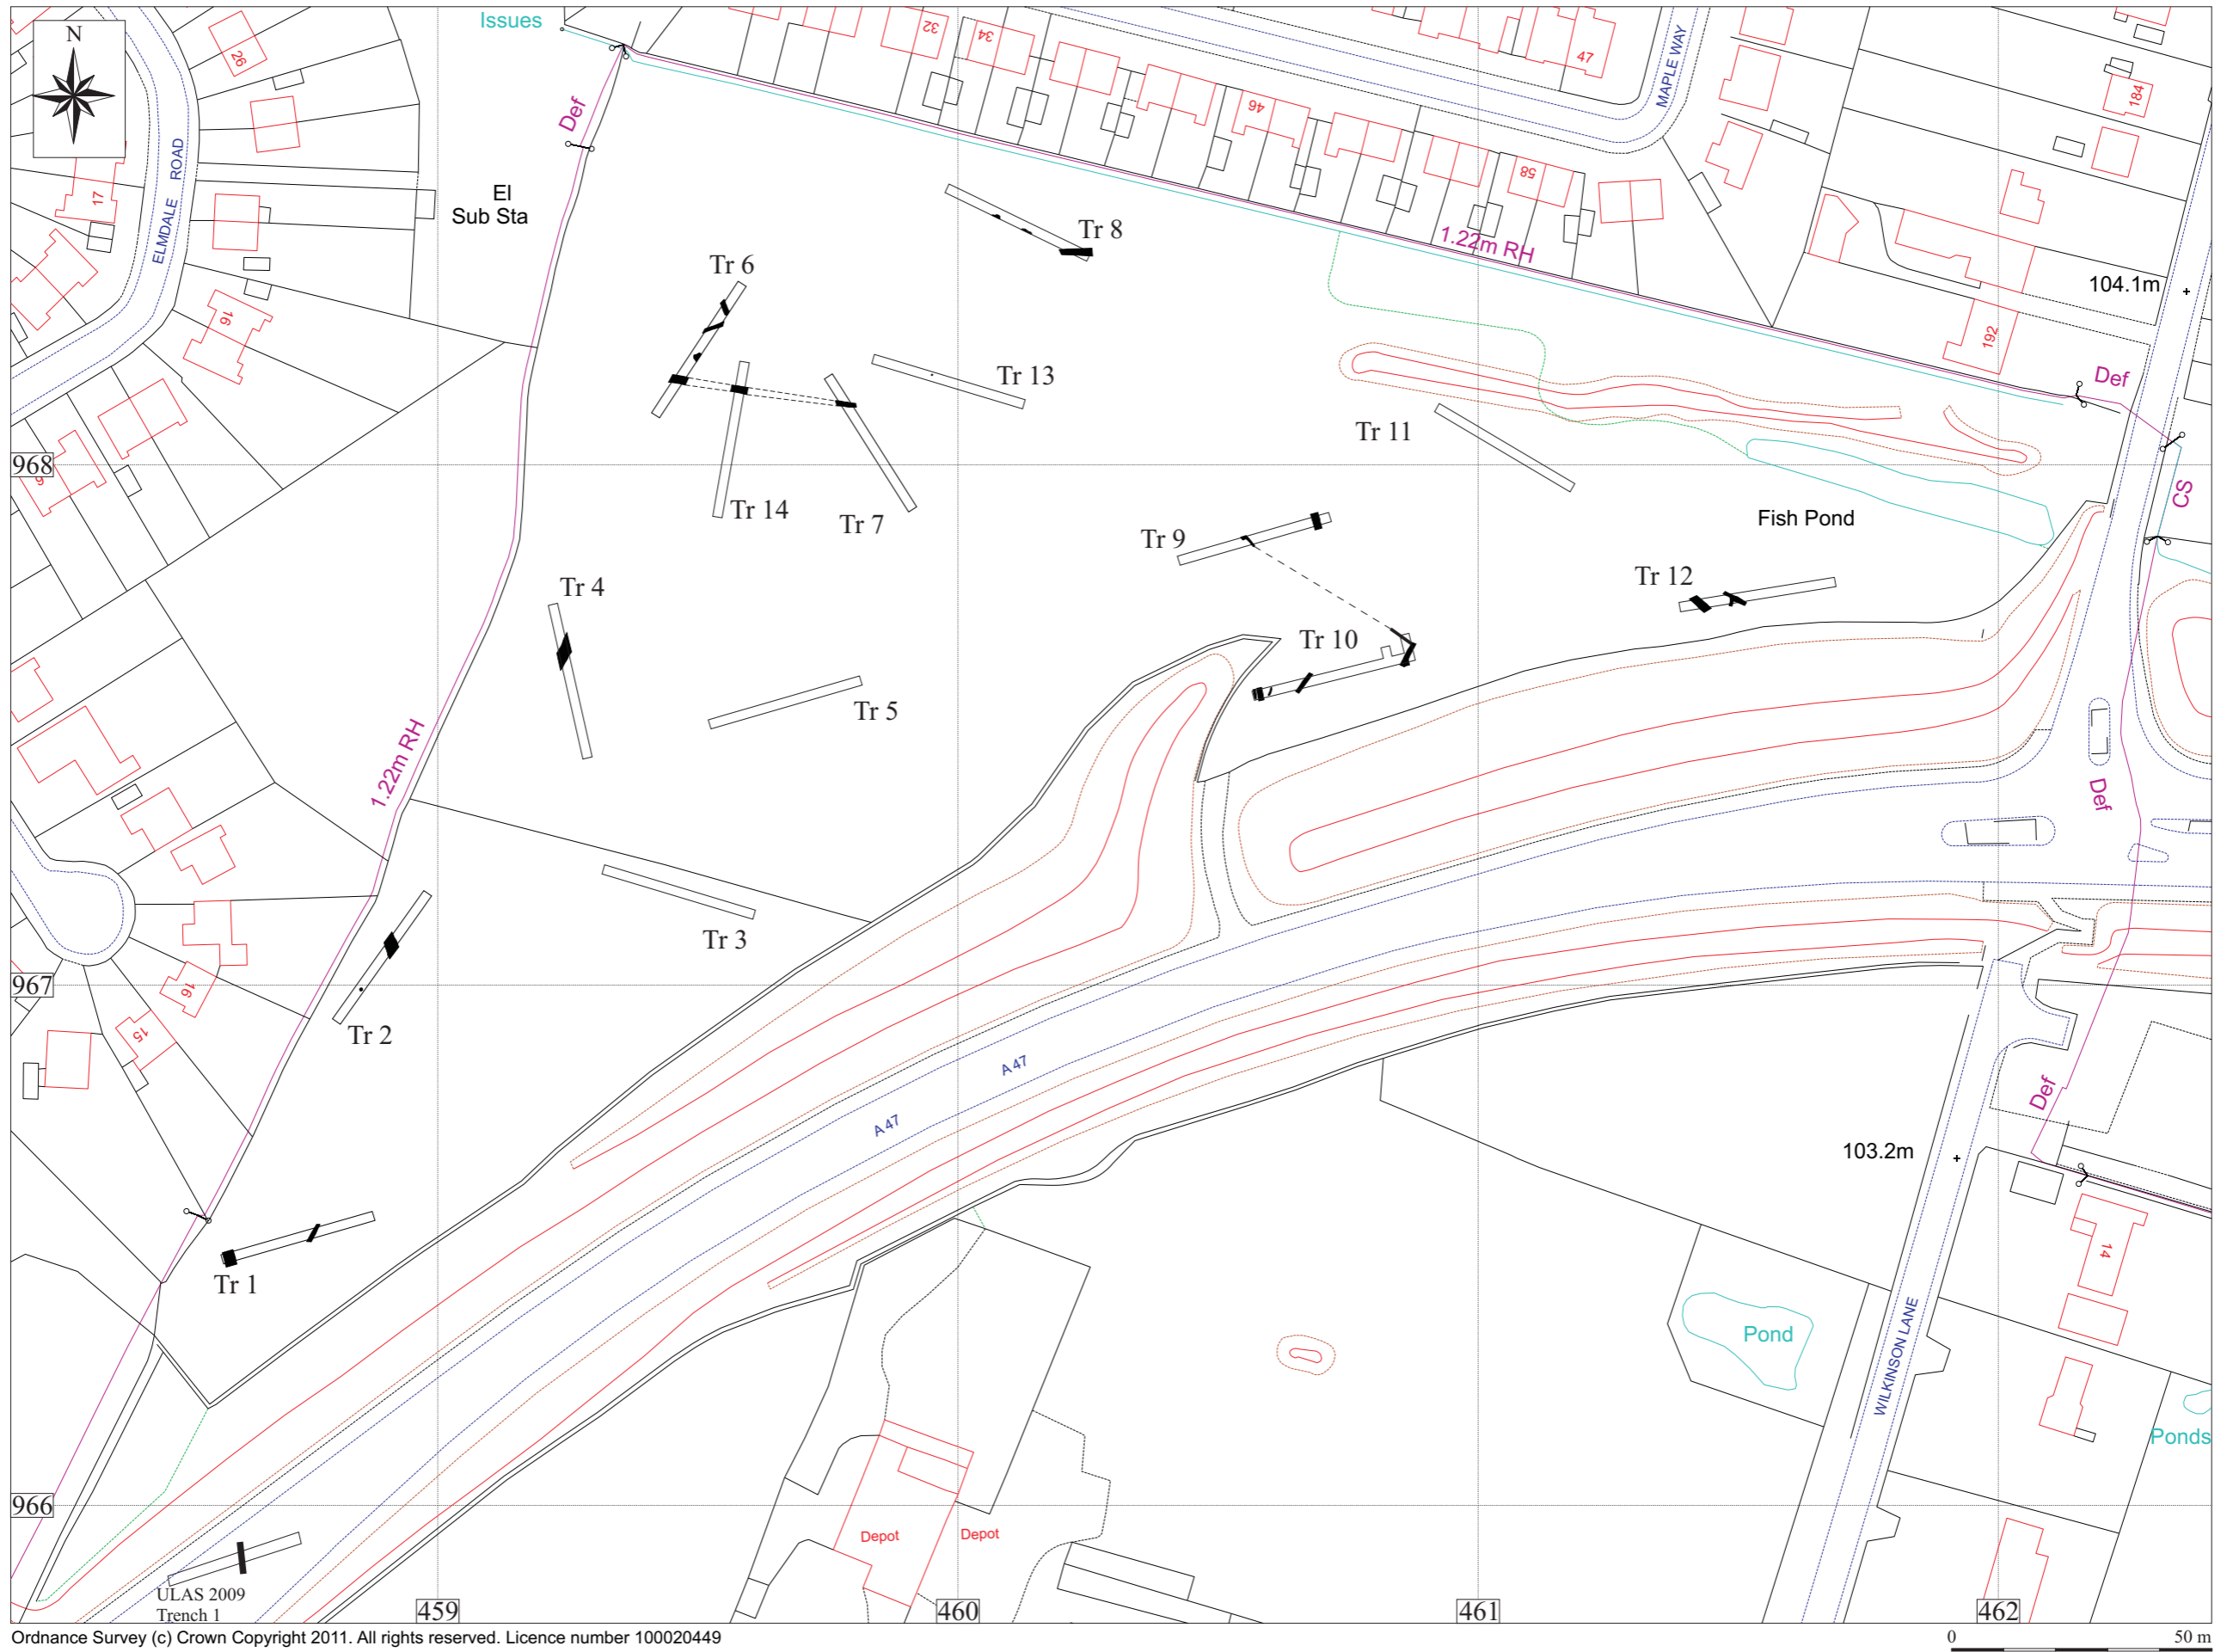 Issues
N
26
32
34
47
MAPLE WAY
184
Def
46
58
17
ELMDALE ROAD
El
Sub Sta
Tr 8
1.22m RH
Tr 6
104.1m
16
192
Tr 13
Def
Tr 11
968
9
Tr 14
Tr 7
CS
Fish Pond
Tr 9
Tr 4
Tr 12
Tr 10
Tr 5
1.22m RH
Def
Tr 3
967
16
15
Tr 2
A 47
Def
A 47
103.2m
14
Tr 1
Pond
WILKINSON LANE
Ponds
966
Depot
Depot
ULAS 2009
Trench 1
459
460
461
462
Ordnance Survey (c) Crown Copyright 2011. All rights reserved. Licence number 100020449
0 50 m